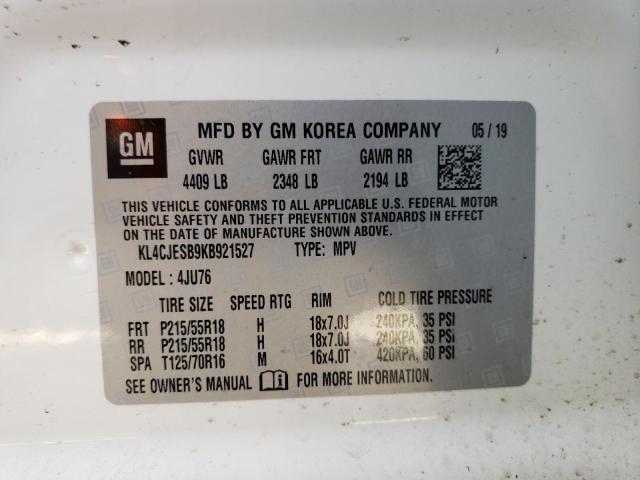 GM MFD BY GM KOREA COMPANY 05 / 19
GVWR GAWR FRT GAWR RR
4409 LB 2348 LB 2194 LB
THIS VEHICLE CONFORMS TO ALL APPLICABLE U.S. FEDERAL MOTOR
VEHICLE SAFETY AND THEFT PREVENTION STANDARDS IN EFFECT
ON THE DATE OF MANUFACTURE SHOWN ABOVE.
KL4CJESB9KB921527 TYPE: MPV
MODEL: 4JU76
TIRE SIZE SPEED RTG RIM COLD TIRE PRESSURE
FRT P215/55R18 H 18x7.0J 240KPA, 35 PSI
RR P215/55R18 H 18x7.0J 240KPA, 35 PSI
SPA T125/70R16 M 16x4.0T 420KPA, 60 PSI
SEE OWNER'S MANUAL FOR MORE INFORMATION.